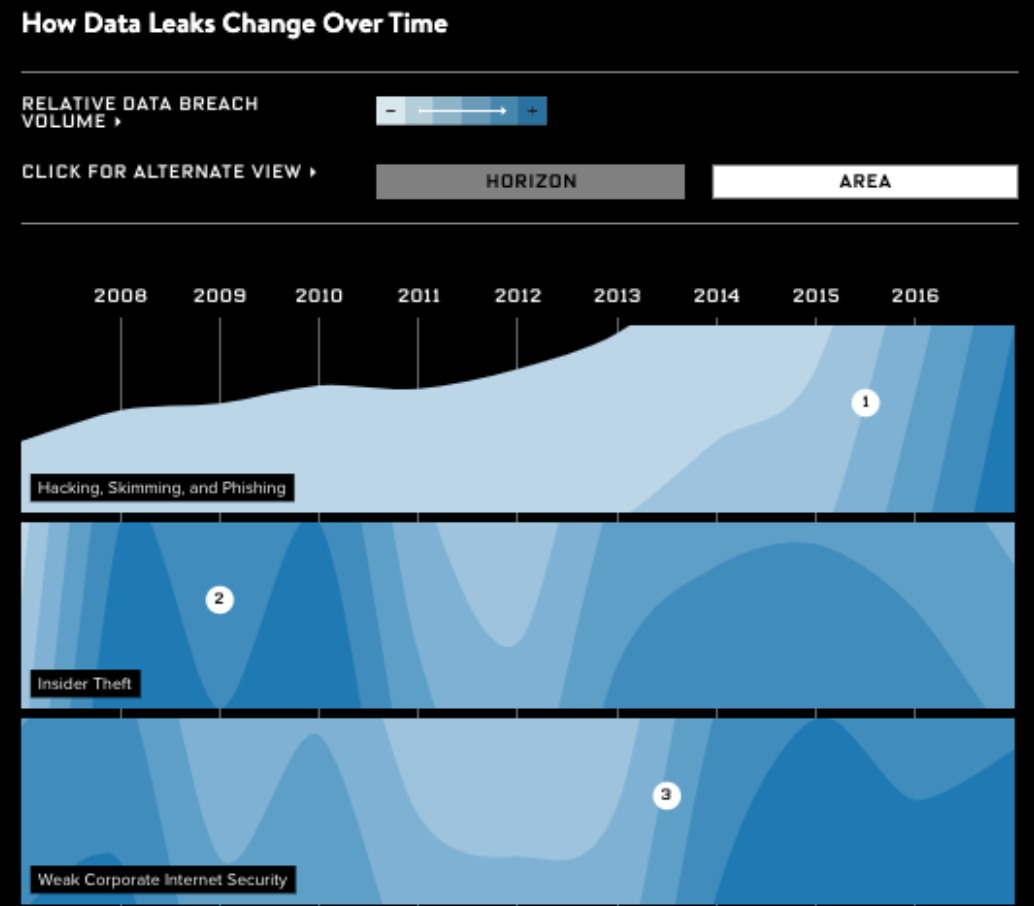 How Data Leaks Change Over Time
RELATIVE DATA BREACH
VOLUME ▸
− +
CLICK FOR ALTERNATE VIEW ▸
HORIZON
AREA
2008 2009 2010 2011 2012 2013 2014 2015 2016
1
Hacking, Skimming, and Phishing
2
Insider Theft
3
Weak Corporate Internet Security